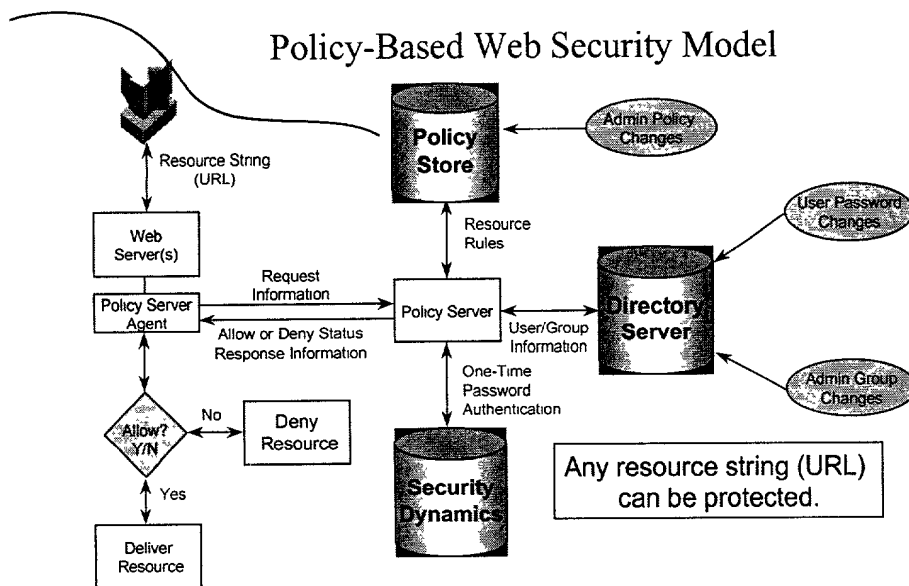 Policy-Based Web Security Model
Resource String
(URL)
Policy
Store
Admin Policy
Changes
Resource
Rules
User Password
Changes
Web
Server(s)
Request
Information
Policy Server
Agent
Policy Server
Directory
Server
Allow or Deny Status
Response Information
User/Group
Information
One-Time
Password
Authentication
Admin Group
Changes
Allow?
Y/N
No
Deny
Resource
Yes
Security
Dynamics
Any resource string (URL)
can be protected.
Deliver
Resource